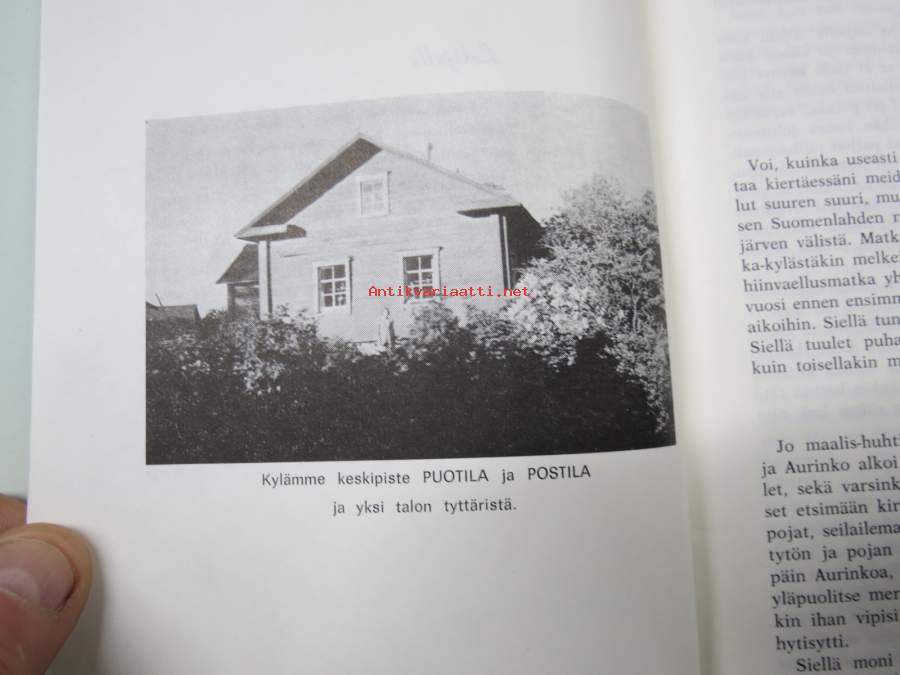 Antikvariaatti.net
Kylämme keskipiste PUOTILA ja POSTILA
ja yksi talon tyttäristä.
Voi, kuinka useasti
taa kiertäessäni meid
lut suuren suuri, mu
sen Suomenlahden r
järven välistä. Matk
ka-kylästäkin melke
hiinvaellusmatka yh
vuosi ennen ensimm
aikoihin. Siellä tun
Siellä tuulet puha
kuin toisellakin m
Jo maalis-huhti
ja Aurinko alkoi
let, sekä varsink
set etsimään kir
pojat, seilailema
tytön ja pojan
päin Aurinkoa,
yläpuolitse mer
kin ihan vipisi
hytisytti.
Siellä moni